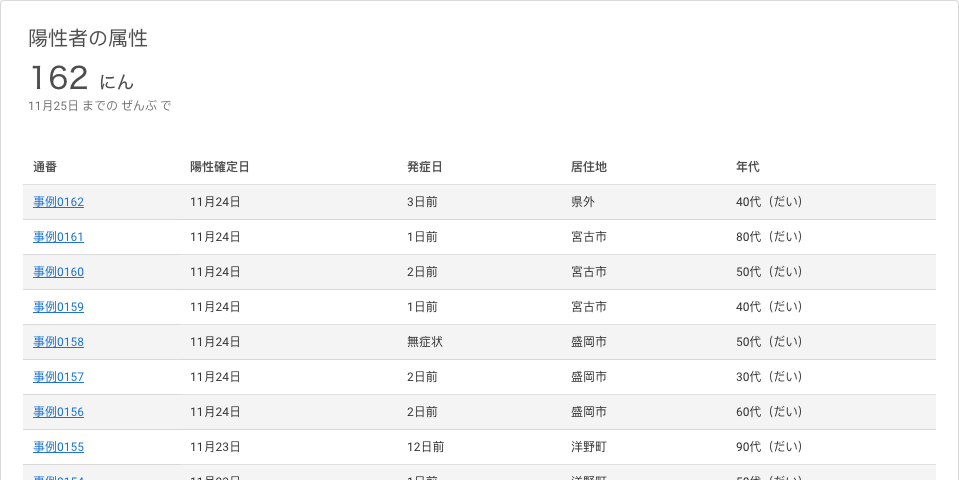 陽性者の属性
162 にん
11月25日 までの ぜんぶ で
通番 陽性確定日 発症日 居住地 年代
事例0162 11月24日 3日前 県外 40代（だい）
事例0161 11月24日 1日前 宮古市 80代（だい）
事例0160 11月24日 2日前 宮古市 50代（だい）
事例0159 11月24日 1日前 宮古市 40代（だい）
事例0158 11月24日 無症状 盛岡市 50代（だい）
事例0157 11月24日 2日前 盛岡市 30代（だい）
事例0156 11月24日 2日前 盛岡市 60代（だい）
事例0155 11月23日 12日前 洋野町 90代（だい）